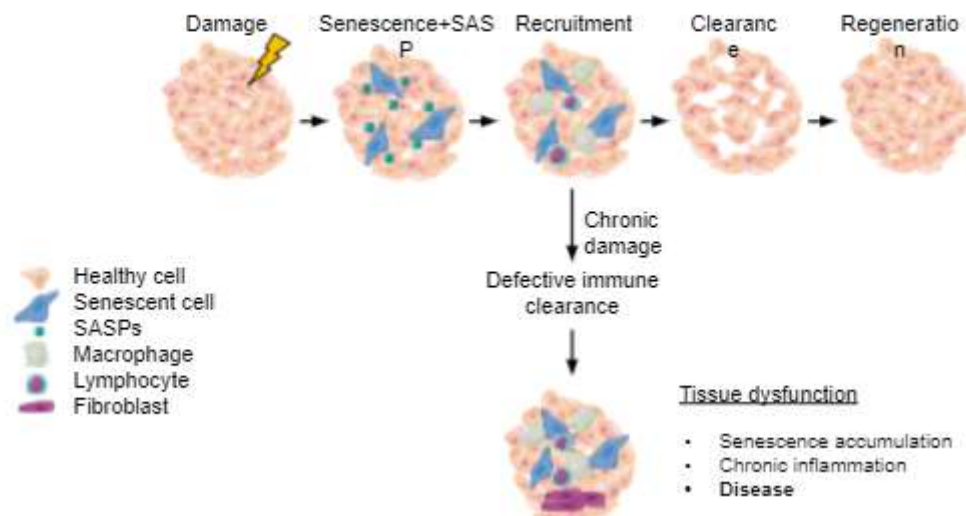 Damage
Senescence+SAS
P
Recruitment
Clearanc
e
Regeneratio
n
Chronic
damage
Defective immune
clearance
Healthy cell
Senescent cell
SASPs
Macrophage
Lymphocyte
Fibroblast
Tissue dysfunction
• Senescence accumulation
• Chronic inflammation
• Disease